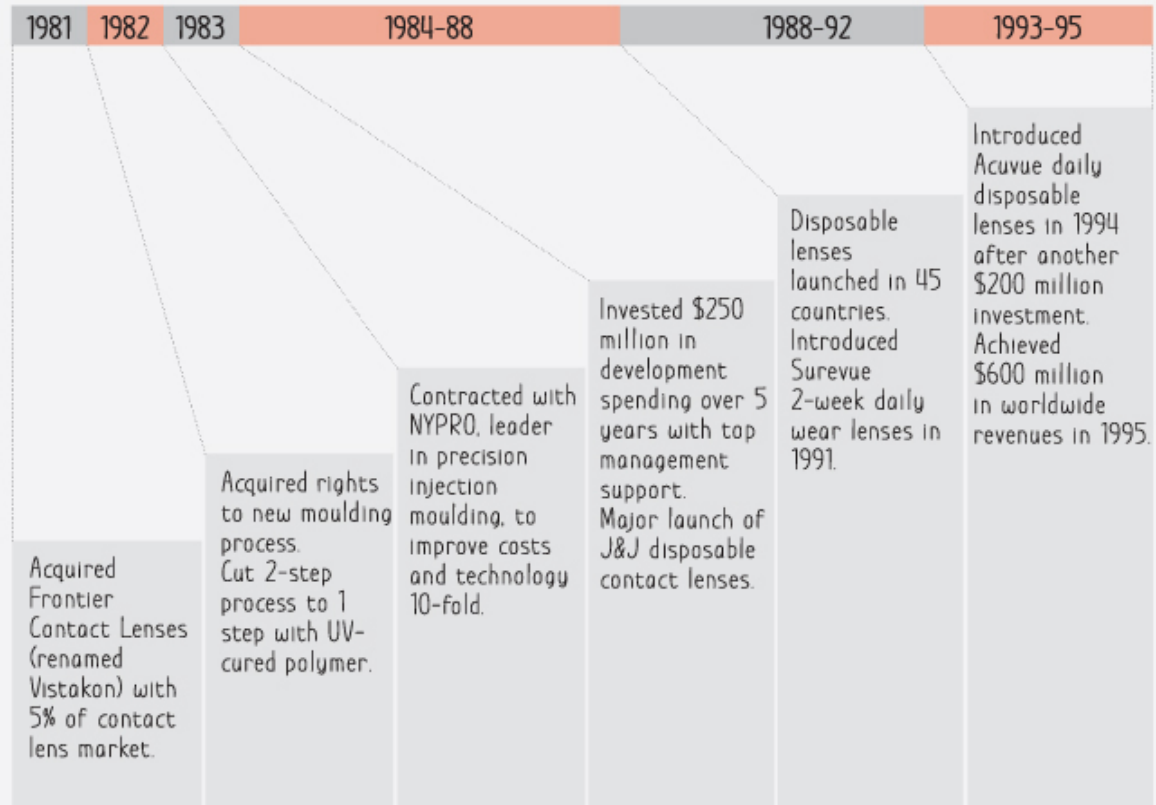 1981 1982 1983 1984-88 1988-92 1993-95
Acquired
Frontier
Contact Lenses
(renamed
Vistakon) with
5% of contact
lens market.
Acquired rights
to new moulding
process.
Cut 2-step
process to 1
step with UV-
cured polymer.
Contracted with
NYPRO, leader
in precision
injection
moulding, to
improve costs
and technology
10-fold.
Invested $250
million in
development
spending over 5
years with top
management
support.
Major launch of
J&J disposable
contact lenses.
Disposable
lenses
launched in 45
countries.
Introduced
Surevue
2-week daily
wear lenses in
1991.
Introduced
Acuvue daily
disposable
lenses in 1994
after another
$200 million
investment.
Achieved
$600 million
in worldwide
revenues in 1995.